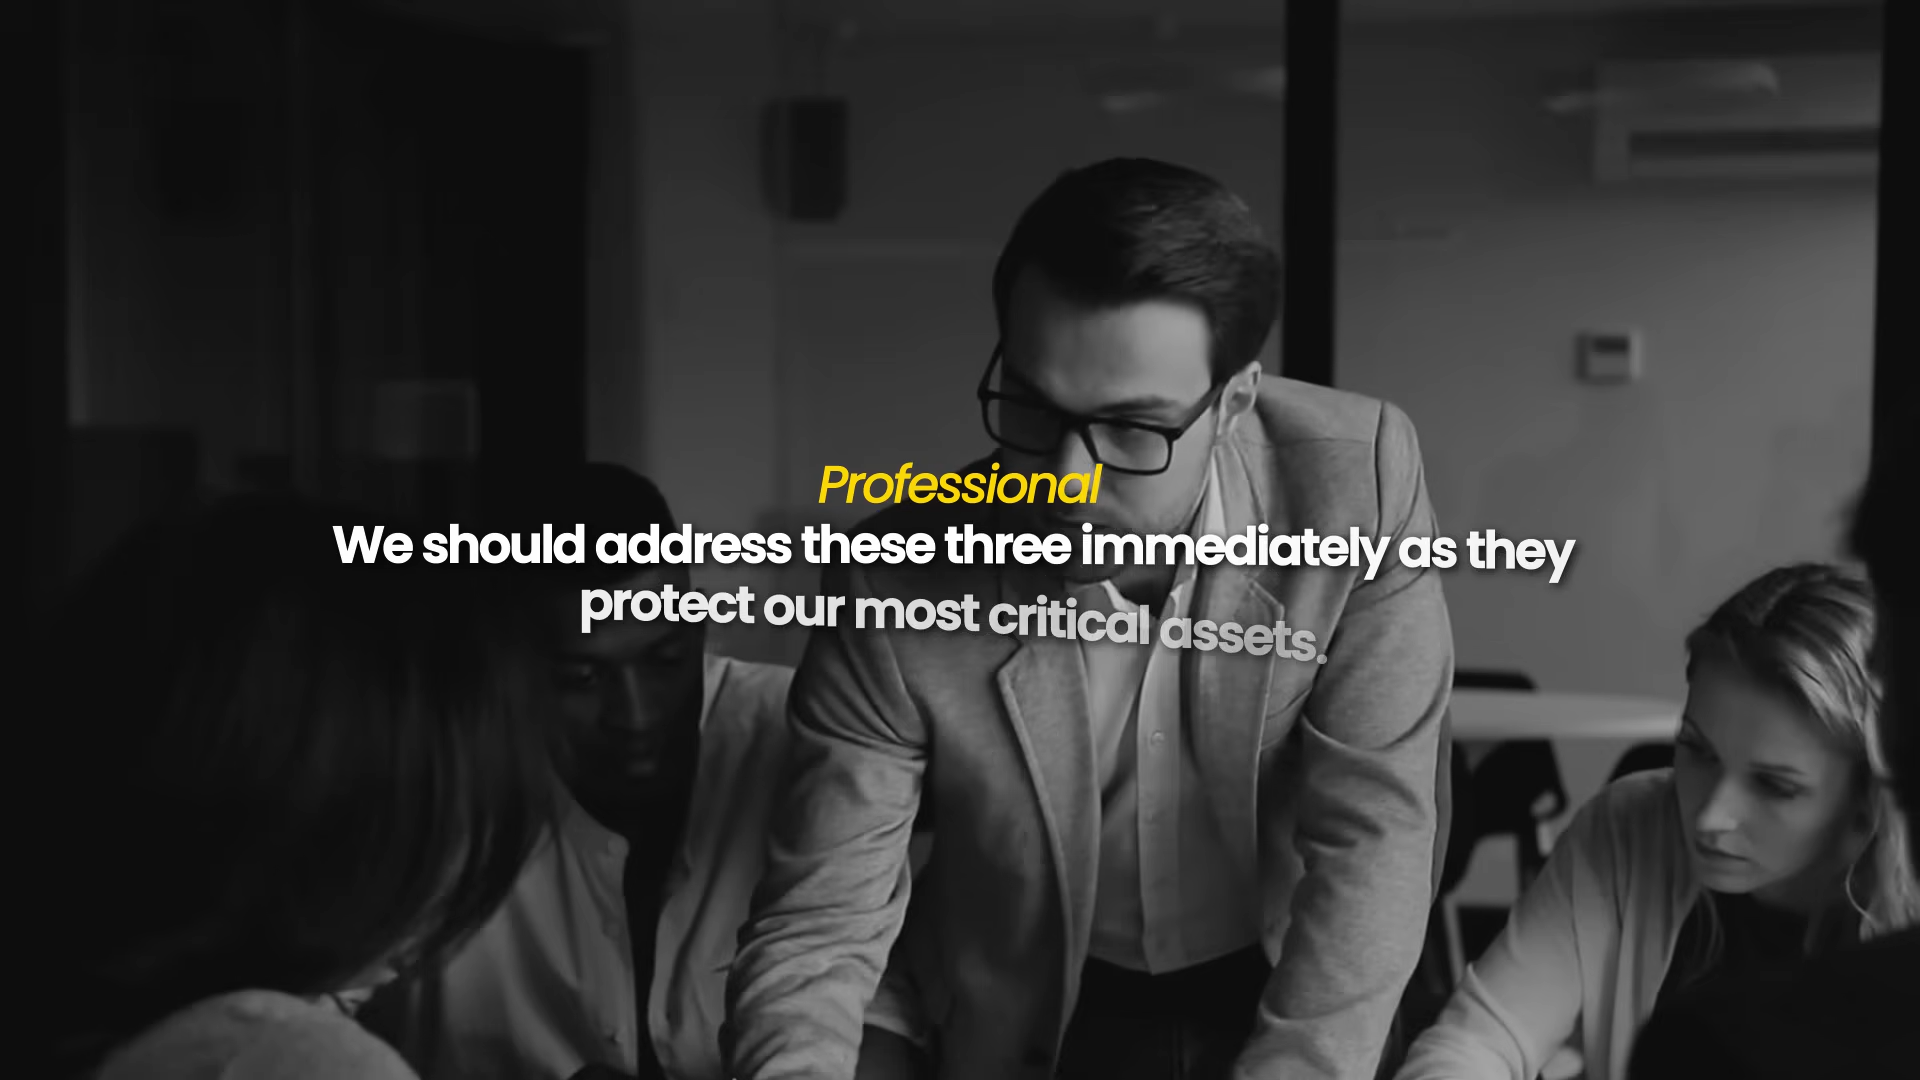 Professional
We should address these three immediately as they
protect our most critical assets.